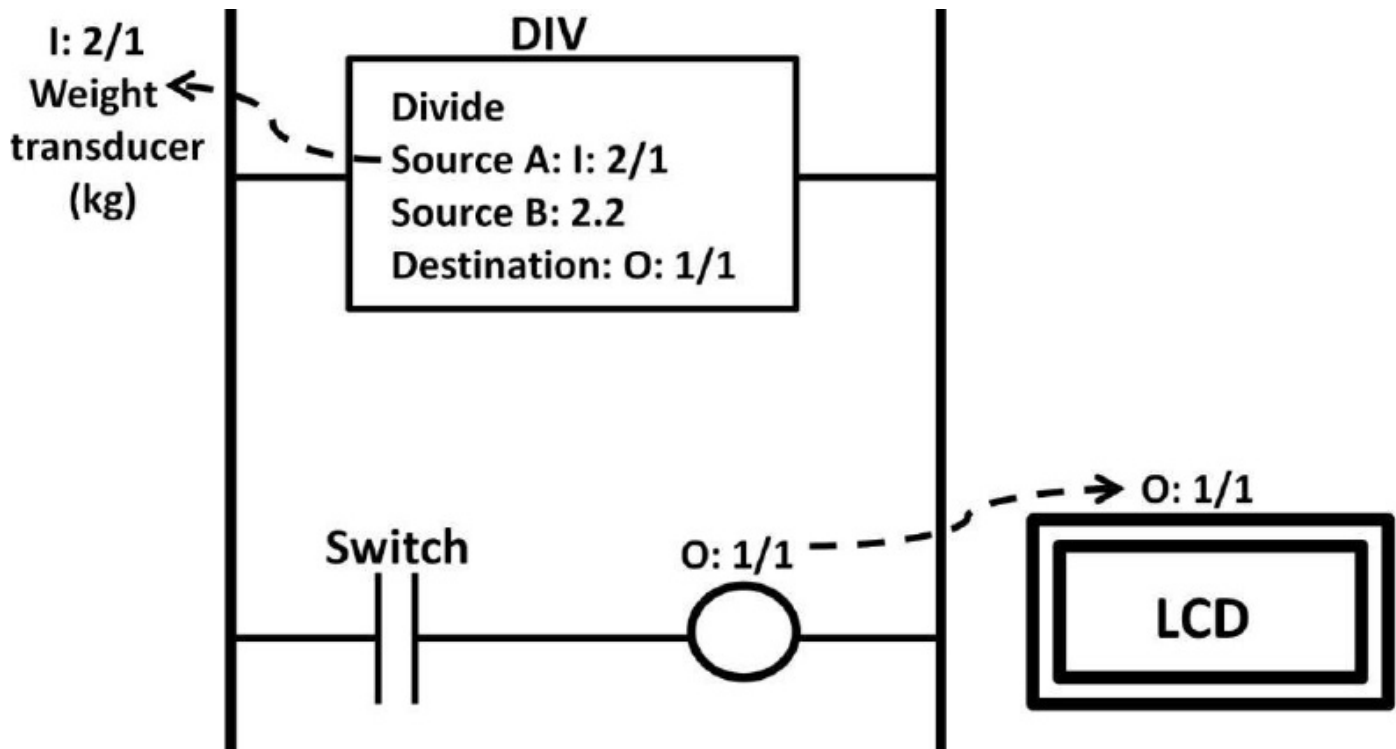 I: 2/1
Weight
transducer
(kg)
DIV
Divide
Source A: I: 2/1
Source B: 2.2
Destination: O: 1/1
Switch
O: 1/1
O: 1/1
LCD